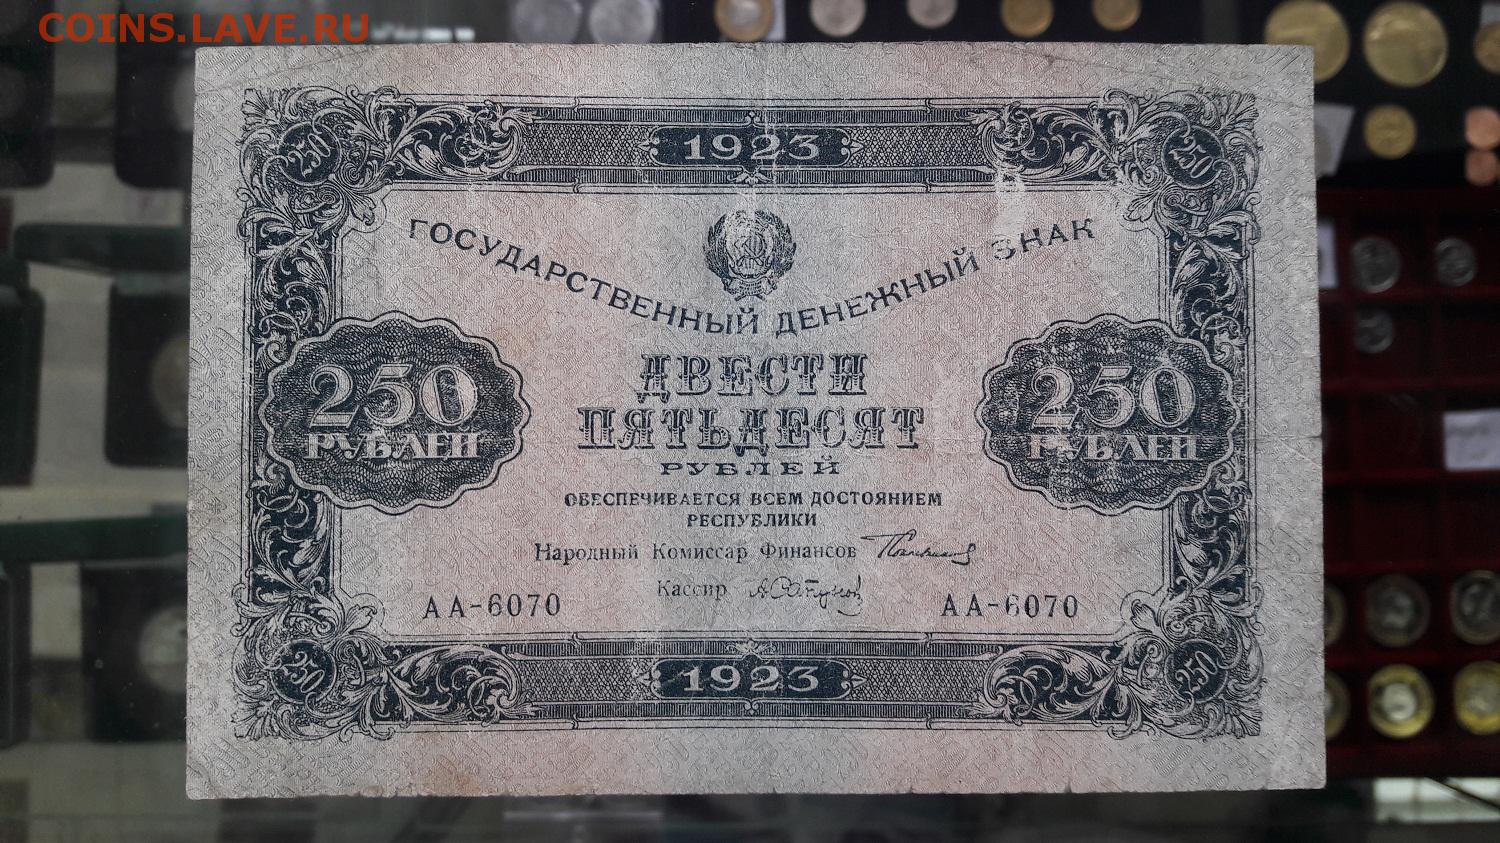 COINS.LAVE.RU
250 1923 250
ГОСУДАРСТВЕННЫЙ ДЕНЕЖНЫЙ ЗНАК
250 РУБЛЕЙ
ДВЕСТИ
ПЯТЬДЕСЯТ
РУБЛЕЙ
250 РУБЛЕЙ
ОБЕСПЕЧИВАЕТСЯ ВСЕМ ДОСТОЯНИЕМ
РЕСПУБЛИКИ
Народный Комиссар Финансов
Кассир
АА-6070 АА-6070
250 1923 250